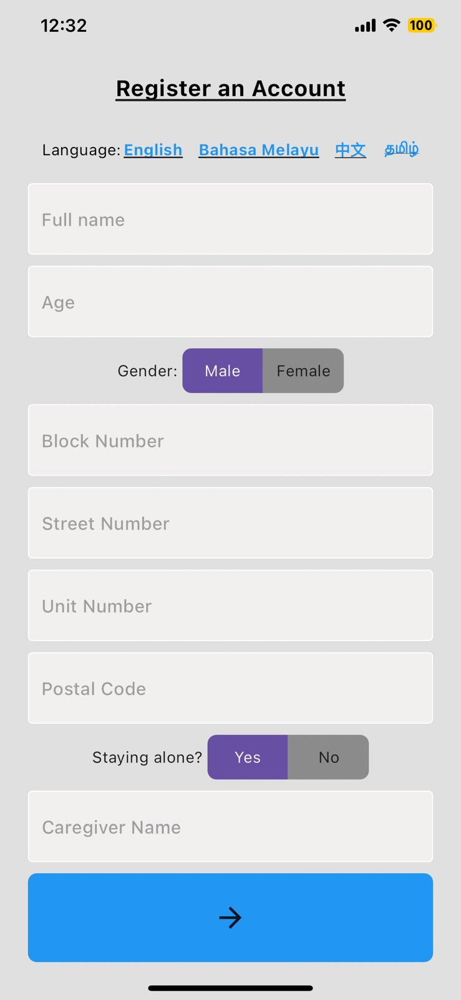 12:32 100
Register an Account
Language: English Bahasa Melayu 中文 தமிழ்
Full name
Age
Gender: Male Female
Block Number
Street Number
Unit Number
Postal Code
Staying alone? Yes No
Caregiver Name